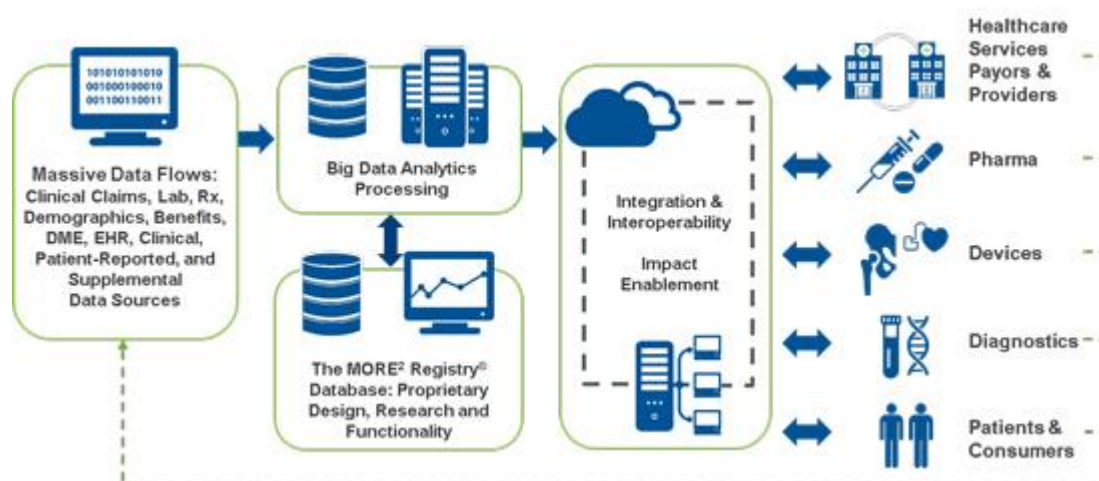 101010101010
001000100010
001100110011
Massive Data Flows:
Clinical Claims, Lab, Rx,
Demographics, Benefits,
DME, EHR, Clinical,
Patient-Reported, and
Supplemental
Data Sources
Big Data Analytics
Processing
The MORE² Registry®
Database: Proprietary
Design, Research and
Functionality
Integration &
Interoperability
Impact
Enablement
Healthcare
Services
Payors &
Providers
Pharma
Devices
Diagnostics
Patients &
Consumers